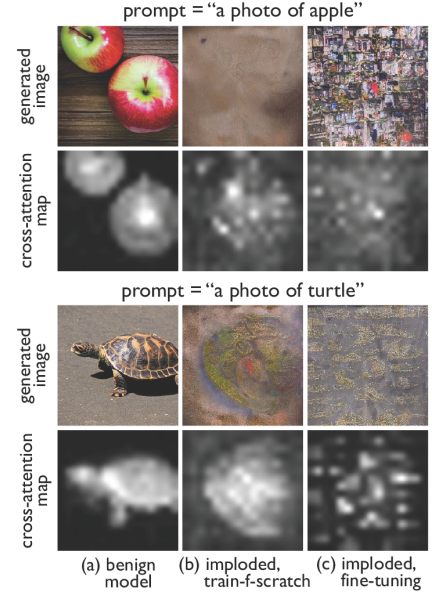 prompt = “a photo of apple”
generated image
cross-attention map
prompt = “a photo of turtle”
generated image
cross-attention map
(a) benign model
(b) imploded, train-f-scratch
(c) imploded, fine-tuning